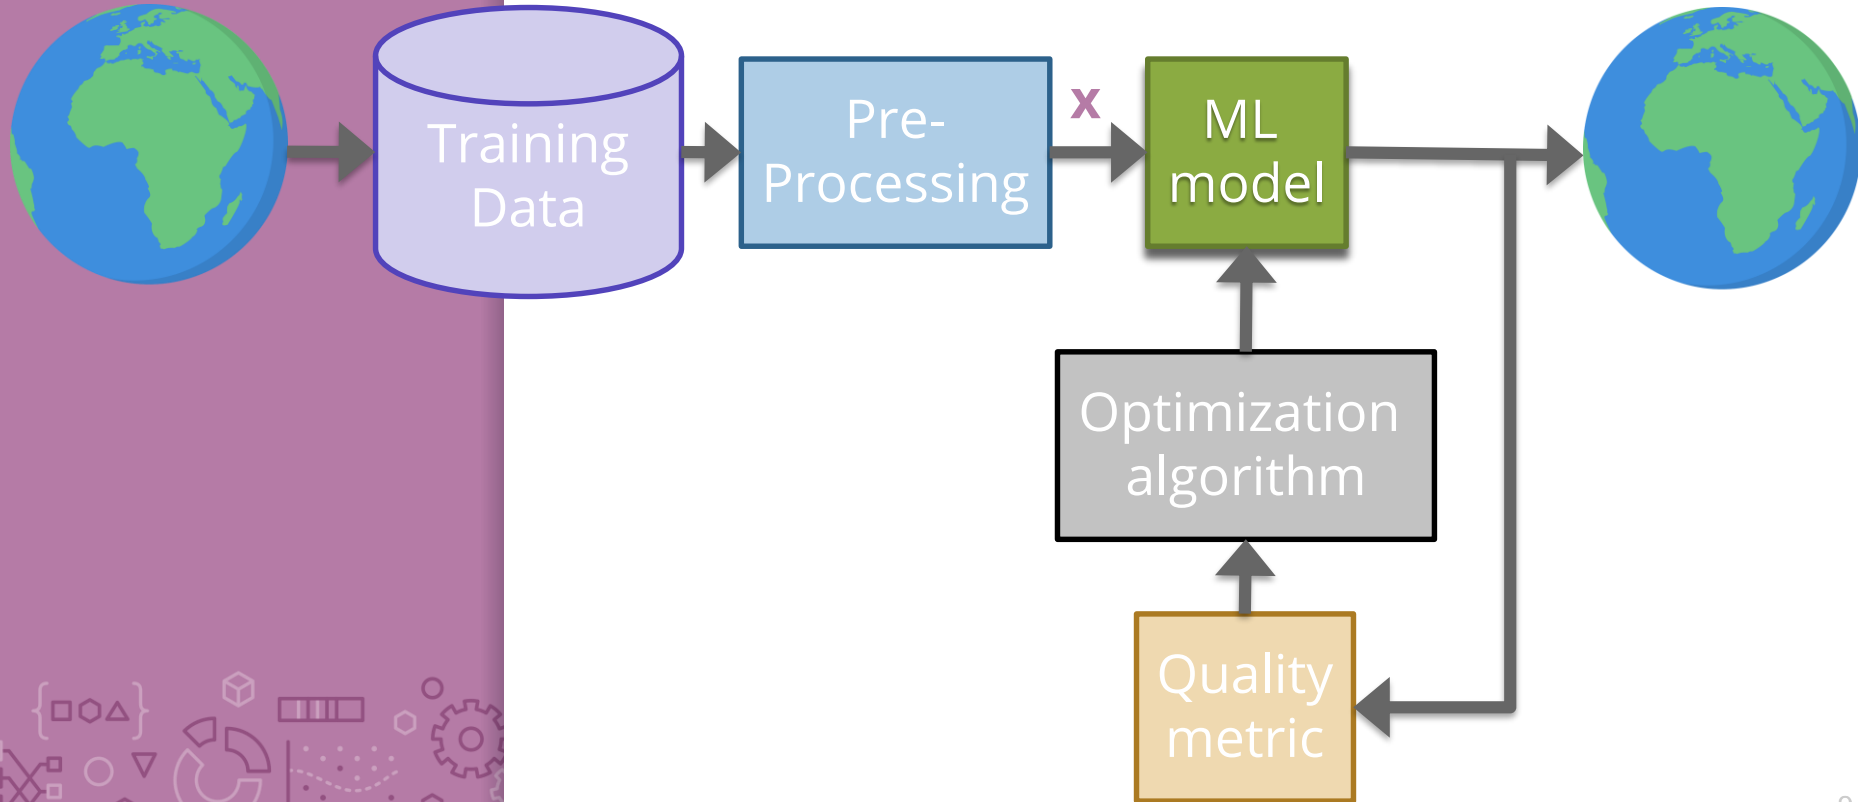 Training
Data
Pre-
Processing
x
ML
model
Optimization
algorithm
Quality
metric